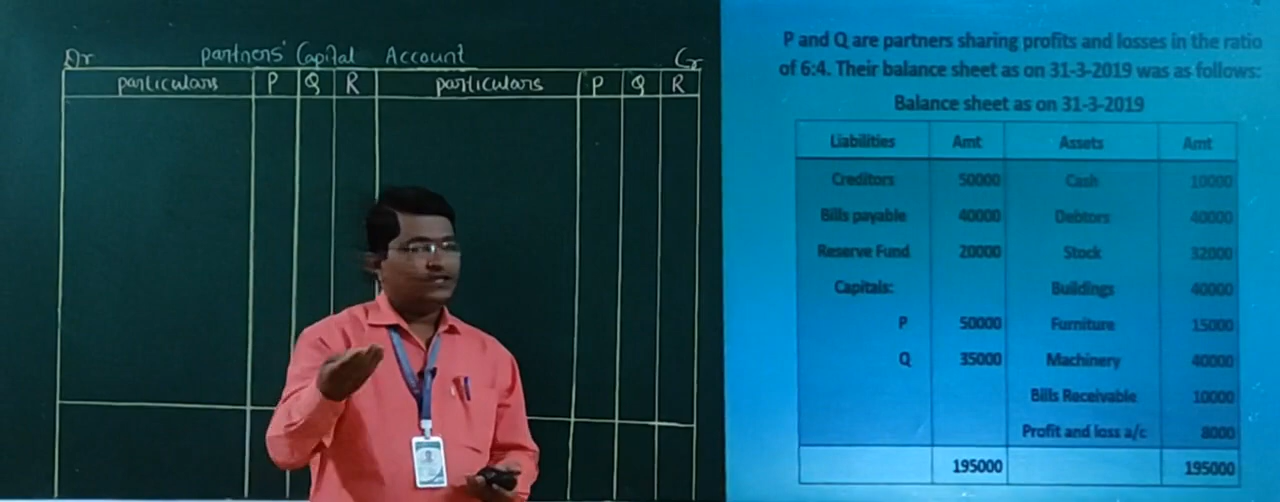 Dr partners' Capital Account Cr
particulars P Q R particulars P Q R
P and Q are partners sharing profits and losses in the ratio
of 6:4. Their balance sheet as on 31-3-2019 was as follows:
Balance sheet as on 31-3-2019
Liabilities Amt Assets Amt
Creditors 50000 Cash 10000
Bills payable 40000 Debtors 40000
Reserve Fund 20000 Stock 32000
Capitals: Buildings 40000
P 50000 Furniture 15000
Q 35000 Machinery 40000
Bills Receivable 10000
Profit and loss a/c 8000
195000 195000